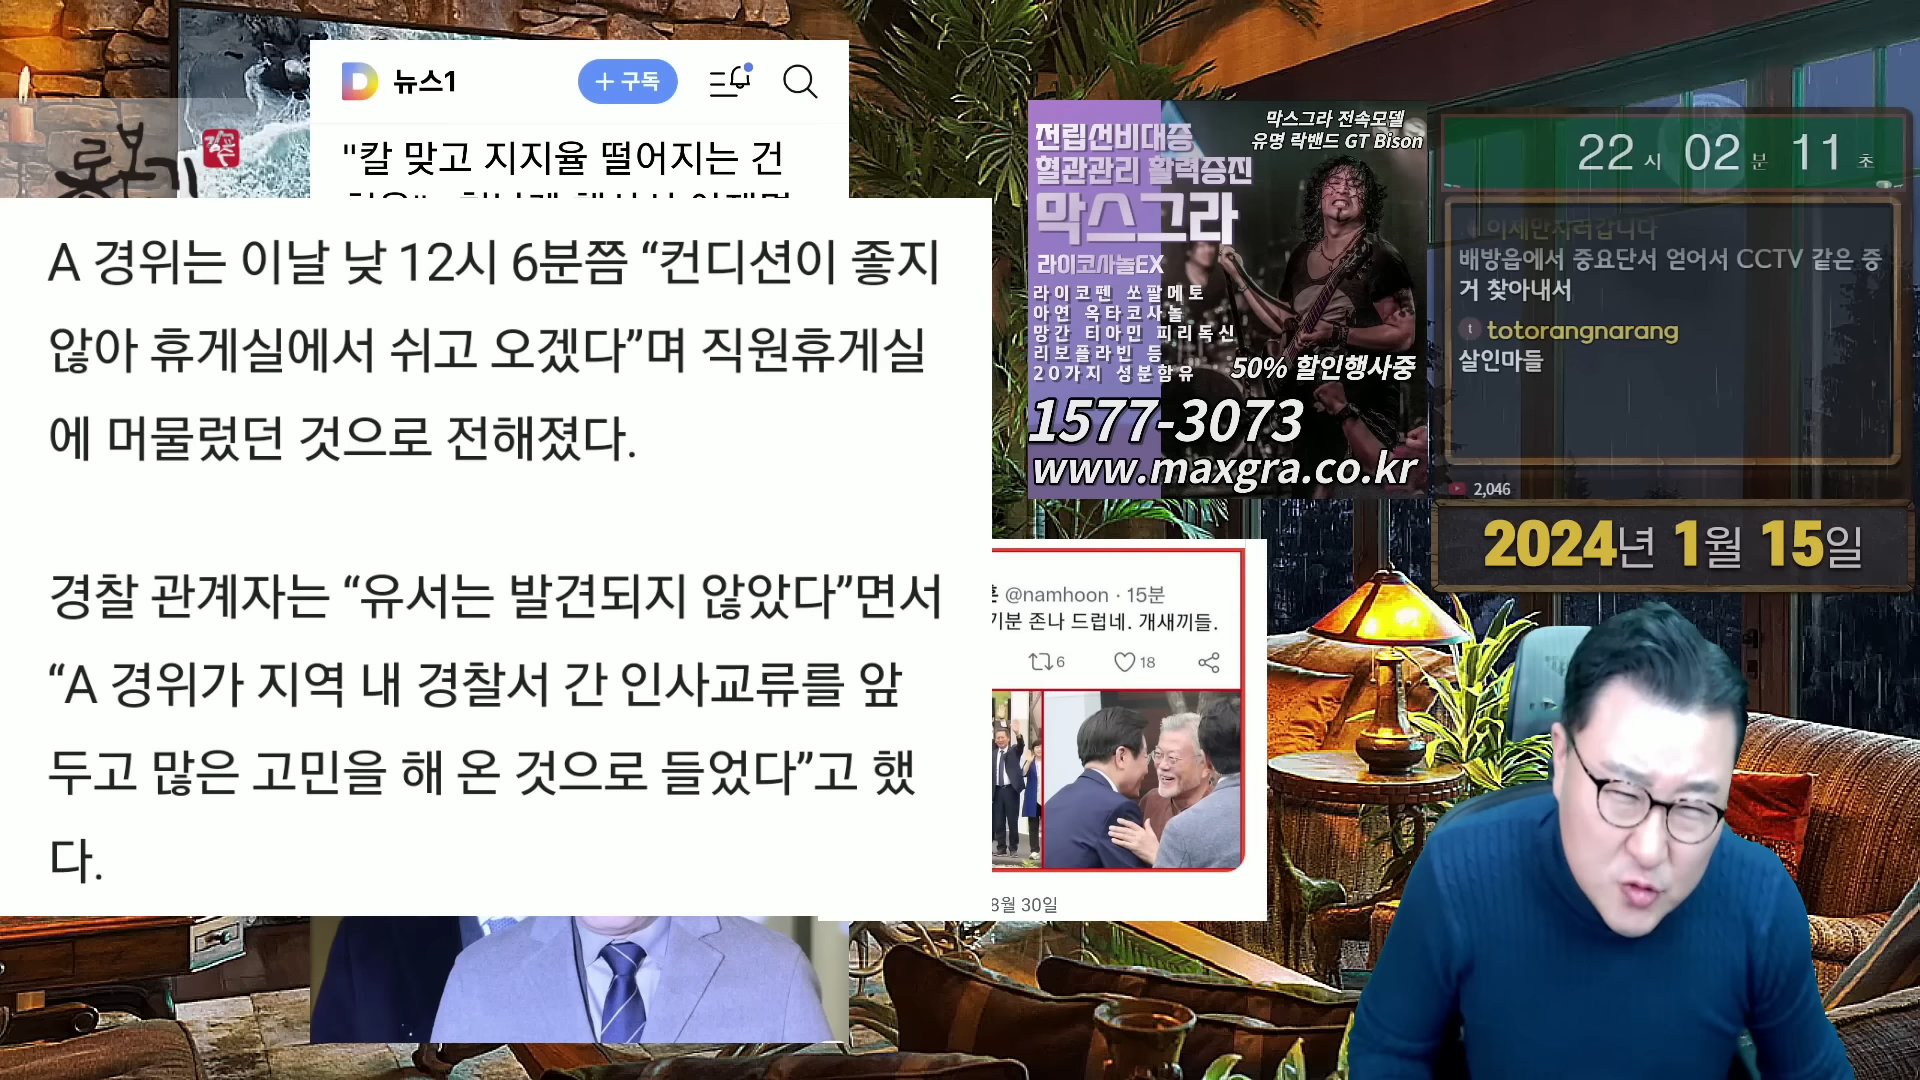 뉴스1
+ 구독
"칼 맞고 지지율 떨어지는 건
A 경위는 이날 낮 12시 6분쯤 “컨디션이 좋지
않아 휴게실에서 쉬고 오겠다”며 직원휴게실
에 머물렀던 것으로 전해졌다.
경찰 관계자는 “유서는 발견되지 않았다”면서
“A 경위가 지역 내 경찰서 간 인사교류를 앞
두고 많은 고민을 해 온 것으로 들었다”고 했
다.
막스그라 전속모델
유명 락밴드 GT Bison
전립선비대증
혈관관리 활력증진
막스그라
라이코사놀EX
라이코펜 쏘팔메토
아연 옥타코사놀
망간 티아민 피리독신
리보플라빈 등
20가지 성분함유
50% 할인행사중
1577-3073
www.maxgra.co.kr
22시 02분 11초
이세만지러갑니다
배방읍에서 중요단서 얻어서 CCTV 같은 증
거 찾아내서
t totorangnarang
살인마들
2,046
2024년 1월 15일
@namhoon · 15분
기분 존나 드럽네. 개새끼들.
6
18
8월 30일